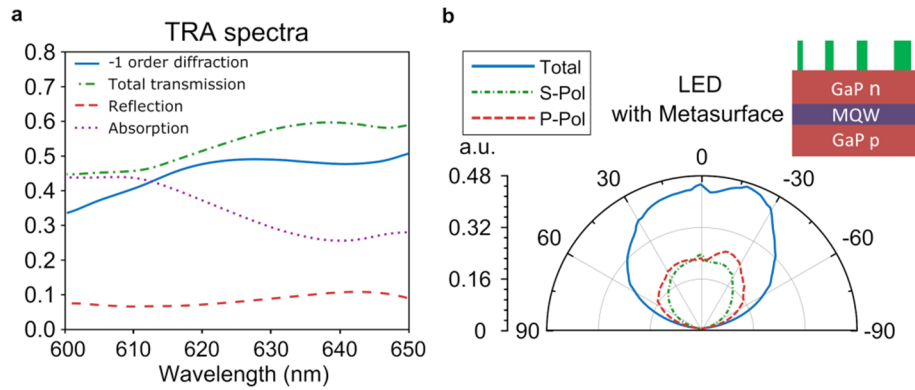 a
TRA spectra
0.8
0.7
0.6
0.5
0.4
0.3
0.2
0.1
0.0
-1 order diffraction
Total transmission
Reflection
Absorption
600 610 620 630 640 650
Wavelength (nm)
b
Total
S-Pol
P-Pol
LED
with Metasurface
GaP n
MQW
GaP p
a.u.
0.48
0.32
0.16
0
90
60
30
0
-30
-60
-90